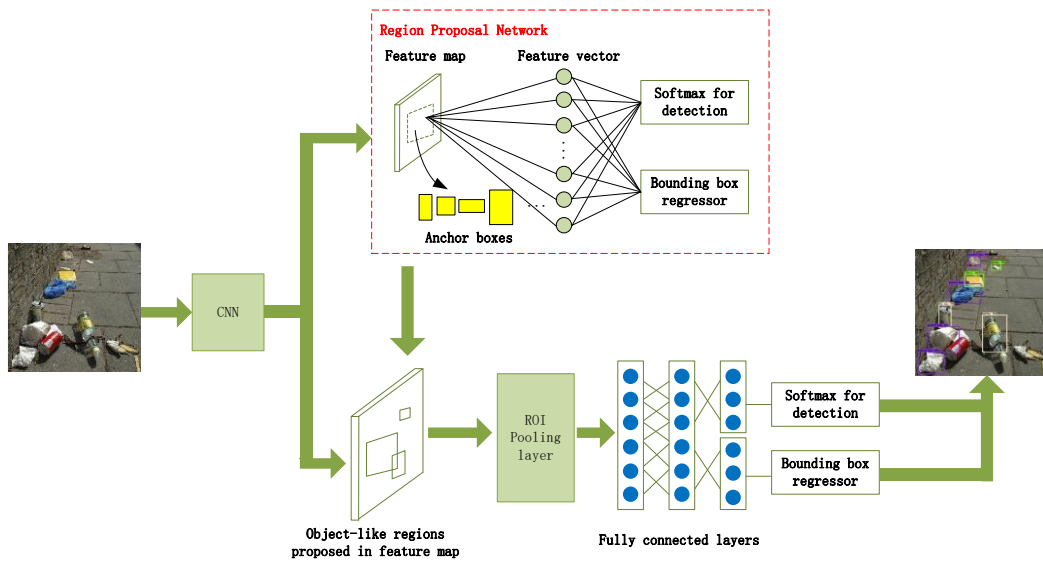 Region Proposal Network
Feature map
Feature vector
Softmax for
detection
Bounding box
regressor
...
Anchor boxes
CNN
ROI
Pooling
layer
Softmax for
detection
Bounding box
regressor
Object-like regions
proposed in feature map
Fully connected layers